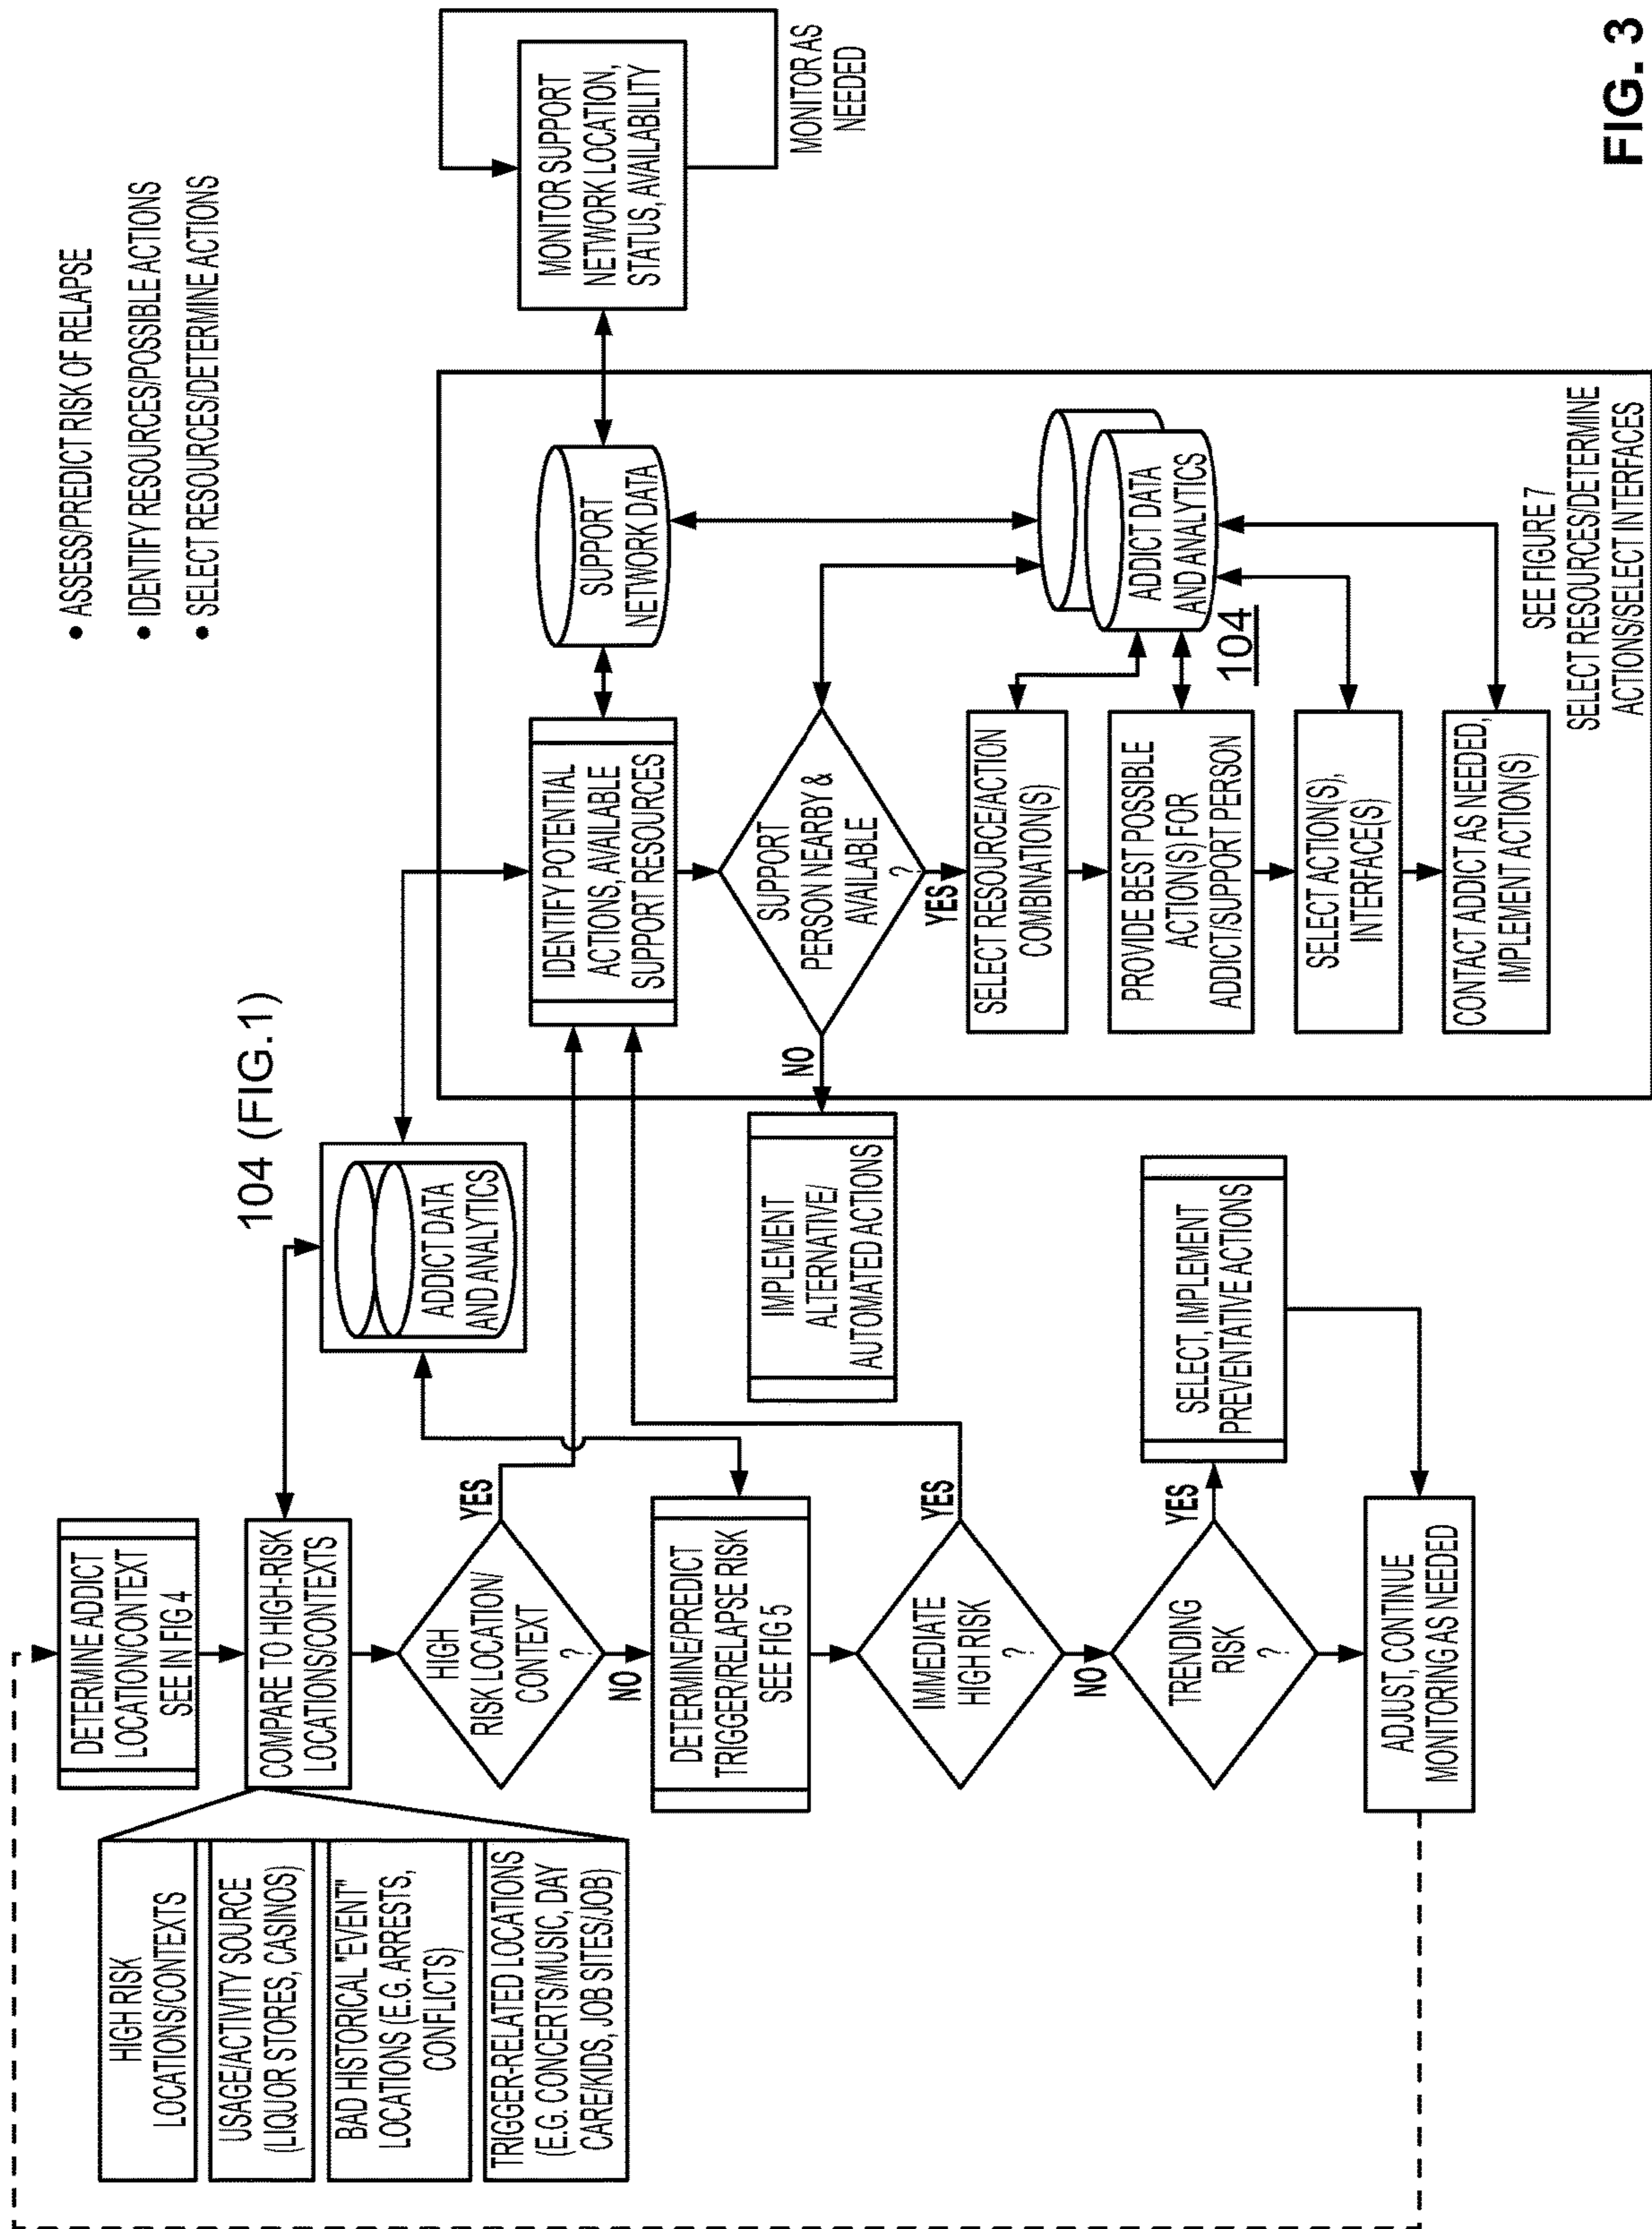 • ASSESS/PREDICT RISK OF RELAPSE
• IDENTIFY RESOURCES/POSSIBLE ACTIONS
• SELECT RESOURCES/DETERMINE ACTIONS
HIGH RISK
LOCATIONS/CONTEXTS
USAGE/ACTIVITY SOURCE
(LIQUOR STORES, CASINOS)
BAD HISTORICAL "EVENT"
LOCATIONS (E.G. ARRESTS,
CONFLICTS)
TRIGGER-RELATED LOCATIONS
(E.G. CONCERTS/MUSIC, DAY
CARE/KIDS, JOB SITES/JOB)
DETERMINE ADDICT
LOCATION/CONTEXT
SEE IN FIG 4
COMPARE TO HIGH-RISK
LOCATIONS/CONTEXTS
HIGH
RISK LOCATION/
CONTEXT
?
YES
NO
DETERMINE/PREDICT
TRIGGER/RELAPSE RISK
SEE FIG 5
IMMEDIATE
HIGH RISK
?
YES
NO
TRENDING
RISK
?
YES
SELECT, IMPLEMENT
PREVENTATIVE ACTIONS
ADJUST, CONTINUE
MONITORING AS NEEDED
104 (FIG.1)
ADDICT DATA
AND ANALYTICS
IMPLEMENT
ALTERNATIVE/
AUTOMATED ACTIONS
IDENTIFY POTENTIAL
ACTIONS, AVAILABLE
SUPPORT RESOURCES
SUPPORT
PERSON NEARBY &
AVAILABLE
?
NO
YES
SELECT RESOURCE/ACTION
COMBINATION(S)
PROVIDE BEST POSSIBLE
ACTION(S) FOR
ADDICT/SUPPORT PERSON
SELECT ACTION(S),
INTERFACE(S)
CONTACT ADDICT AS NEEDED,
IMPLEMENT ACTION(S)
SUPPORT
NETWORK DATA
ADDICT DATA
AND ANALYTICS
104
SEE FIGURE 7
SELECT RESOURCES/DETERMINE
ACTIONS/SELECT INTERFACES
MONITOR SUPPORT
NETWORK LOCATION,
STATUS, AVAILABILITY
MONITOR AS
NEEDED
FIG. 3